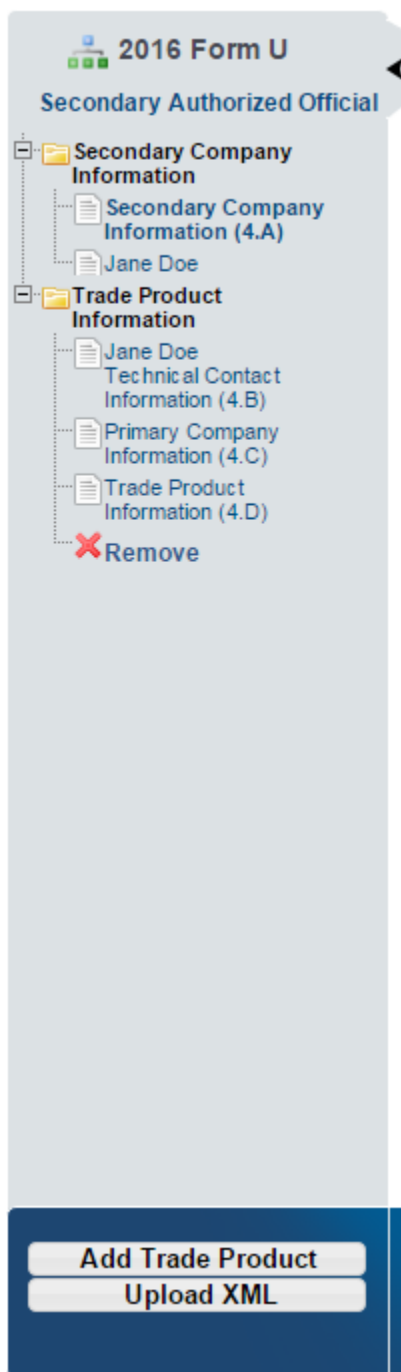 2016 Form U
Secondary Authorized Official
Secondary Company
Information
Secondary Company
Information (4.A)
Jane Doe
Trade Product
Information
Jane Doe
Technical Contact
Information (4.B)
Primary Company
Information (4.C)
Trade Product
Information (4.D)
Remove
Add Trade Product
Upload XML